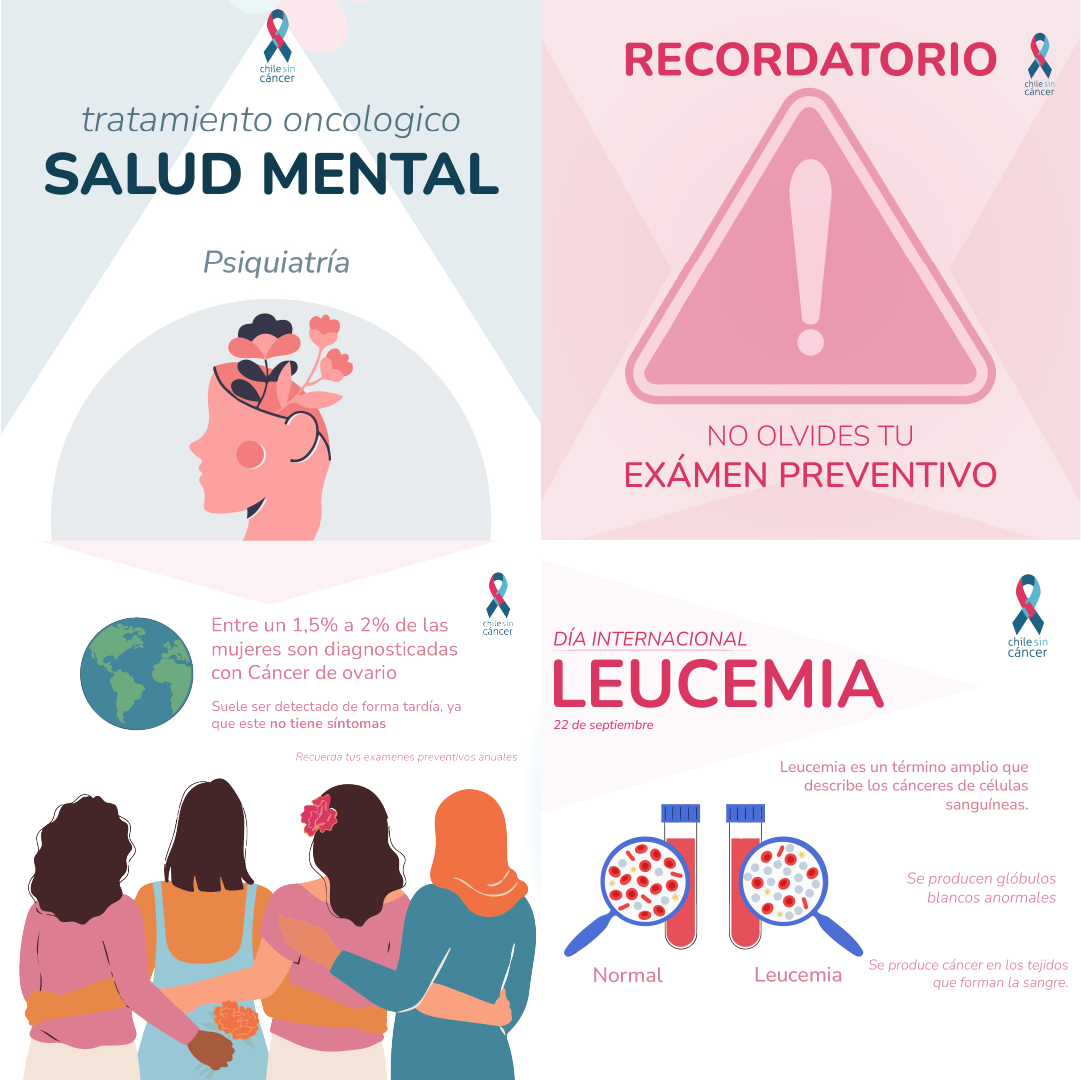 chile sin
cáncer
tratamiento oncologico
SALUD MENTAL
Psiquiatría
RECORDATORIO
chile sin
cáncer
NO OLVIDES TU
EXÁMEN PREVENTIVO
chile sin
cáncer
Entre un 1,5% a 2% de las
mujeres son diagnosticadas
con Cáncer de ovario
Suele ser detectado de forma tardía, ya
que este no tiene síntomas
Recuerda tus examenes preventivos anuales
chile sin
cáncer
DÍA INTERNACIONAL
LEUCEMIA
22 de septiembre
Leucemia es un término amplio que
describe los cánceres de células
sanguíneas.
Se producen glóbulos
blancos anormales
Se produce cáncer en los tejidos
que forman la sangre.
Normal
Leucemia